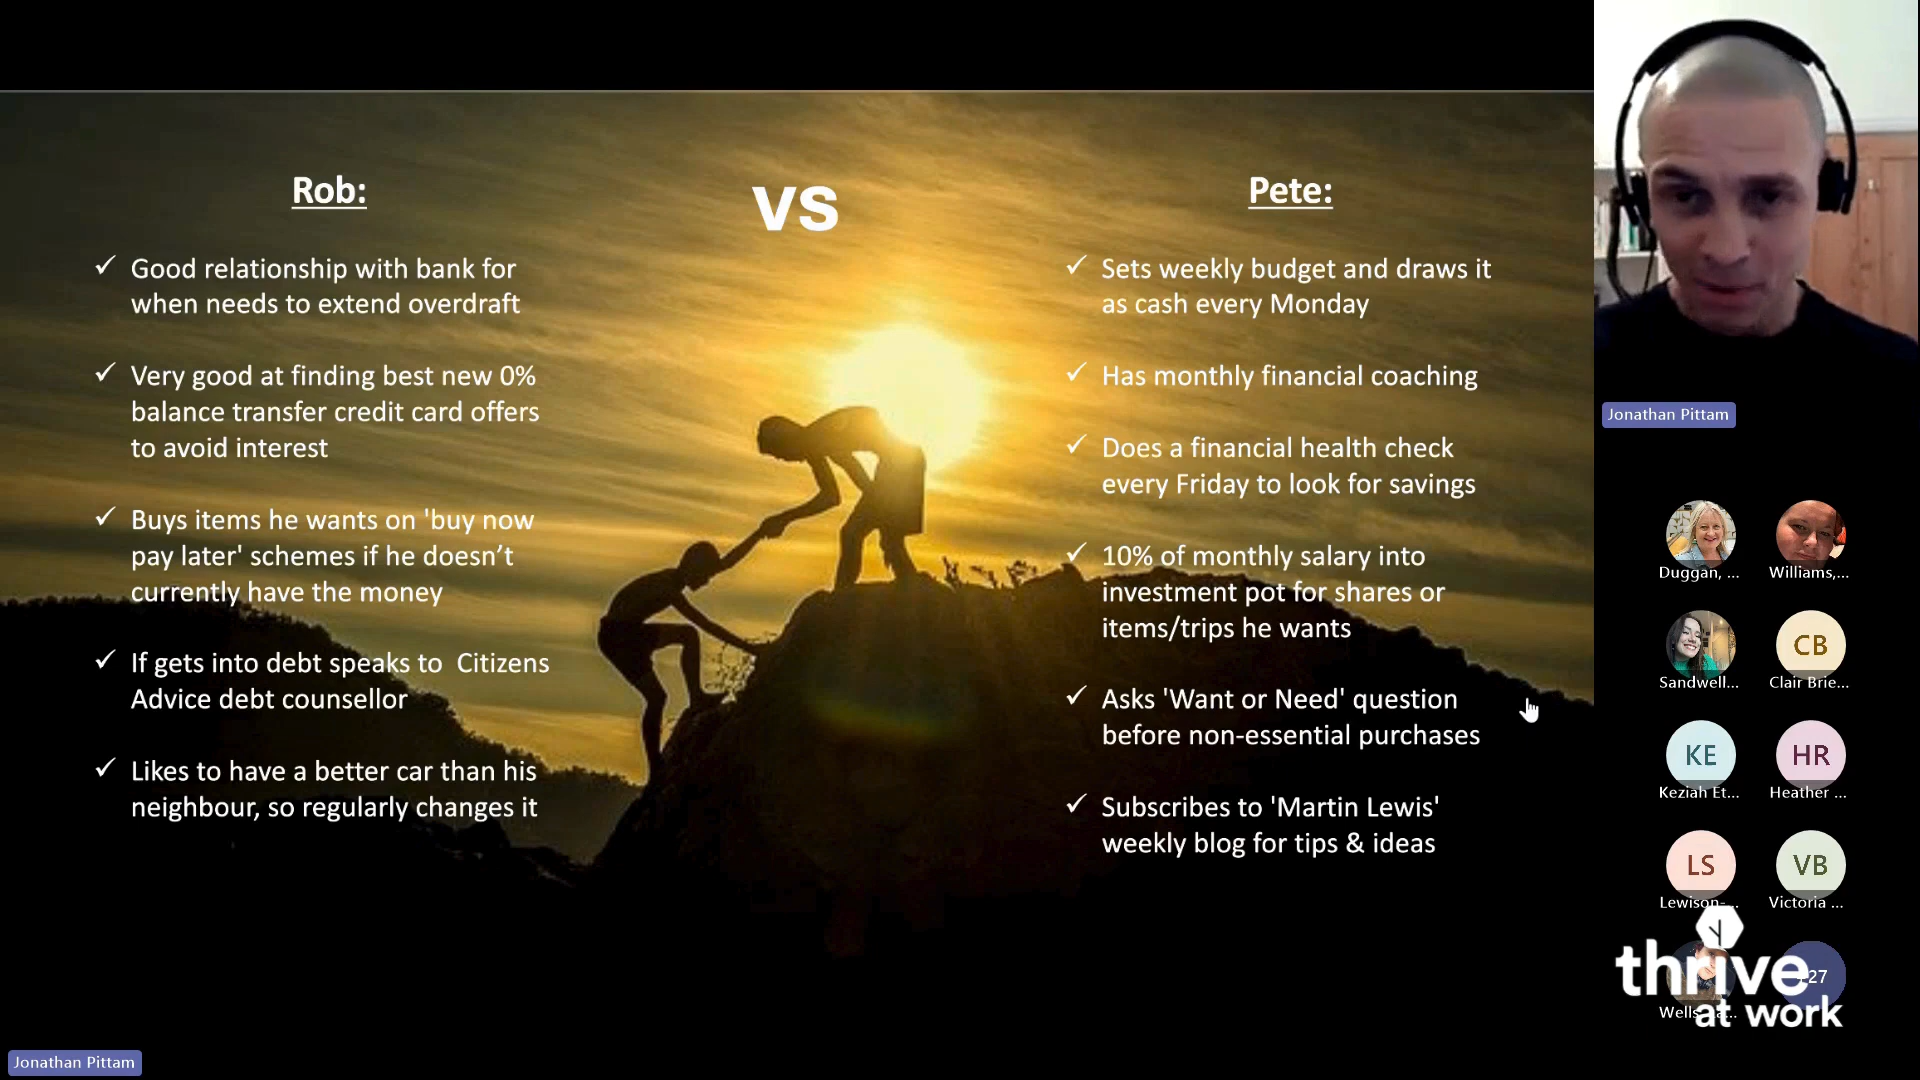 Rob:
VS
Pete:
✓ Good relationship with bank for
when needs to extend overdraft
✓ Very good at finding best new 0%
balance transfer credit card offers
to avoid interest
✓ Buys items he wants on 'buy now
pay later' schemes if he doesn’t
currently have the money
✓ If gets into debt speaks to  Citizens
Advice debt counsellor
✓ Likes to have a better car than his
neighbour, so regularly changes it
✓ Sets weekly budget and draws it
as cash every Monday
✓ Has monthly financial coaching
✓ Does a financial health check
every Friday to look for savings
✓ 10% of monthly salary into
investment pot for shares or
items/trips he wants
✓ Asks 'Want or Need' question
before non-essential purchases
✓ Subscribes to 'Martin Lewis'
weekly blog for tips & ideas
Jonathan Pittam
Duggan, ...
Williams,...
Sandwell...
CB
Clair Brie...
KE
Keziah Et...
HR
Heather ...
LS
Lewison-...
VB
Victoria ...
27
thrive
at work
Jonathan Pittam